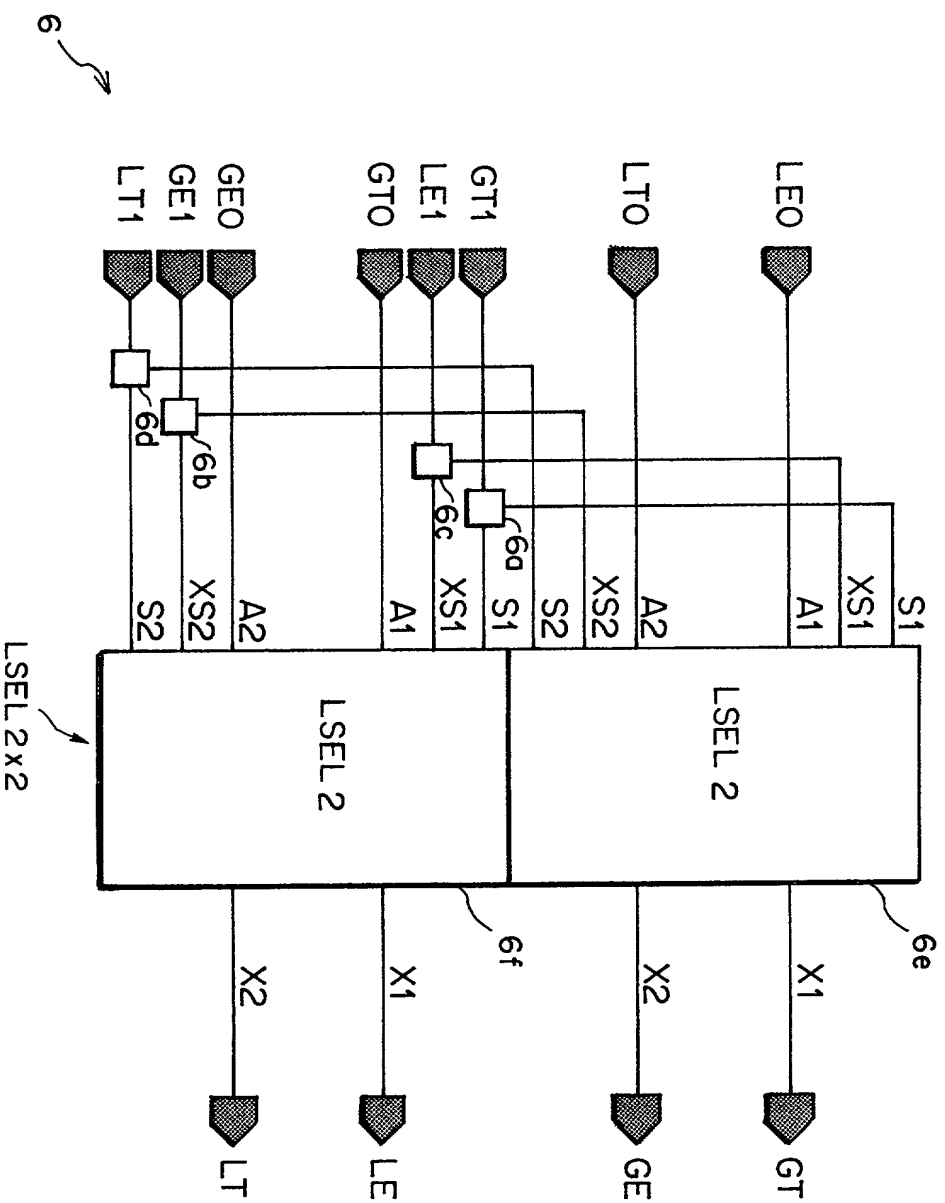 6
LE0
LT0
GT1
LE1
GT0
GE0
GE1
LT1
6a
6c
6b
6d
S1
XS1
A1
A2
XS2
S2
S1
XS1
A1
A2
XS2
S2
LSEL 2
LSEL 2
LSEL 2x2
6e
6f
X1
X2
X1
X2
GT
GE
LE
LT